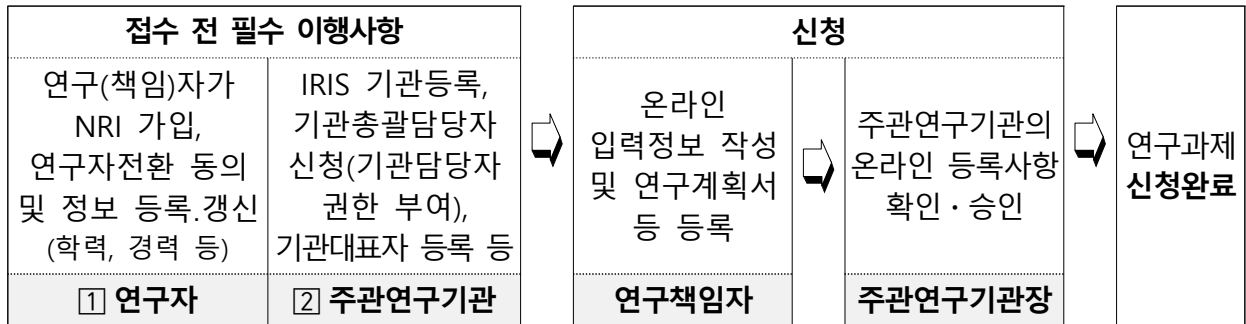 접수 전 필수 이행사항
연구(책임)자가
NRI 가입,
연구자전환 동의
및 정보 등록.갱신
(학력, 경력 등)
1 연구자
IRIS 기관등록,
기관총괄담당자
신청(기관담당자
권한 부여),
기관대표자 등록 등
2 주관연구기관
신청
온라인
입력정보 작성
및 연구계획서
등 등록
연구책임자
주관연구기관의
온라인 등록사항
확인・승인
주관연구기관장
연구과제
신청완료